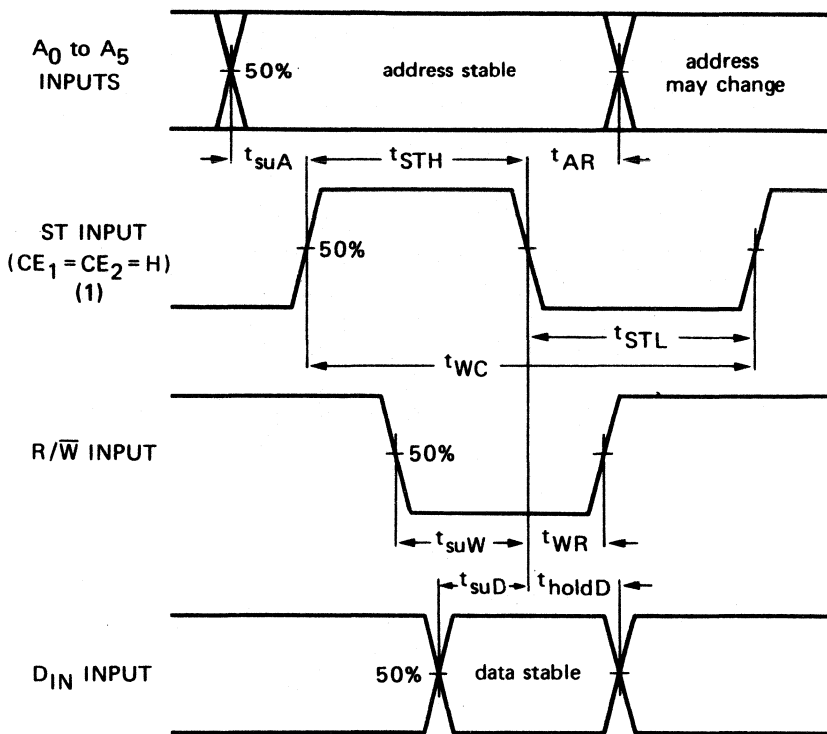 A0 to A5
INPUTS
50%
address stable
address
may change
tsuA
tSTH
tAR
ST INPUT
(CE1 = CE2 = H)
(1)
50%
tSTL
tWC
R/W̅ INPUT
50%
tsuW
tWR
tsuD
tholdD
DIN INPUT
50%
data stable